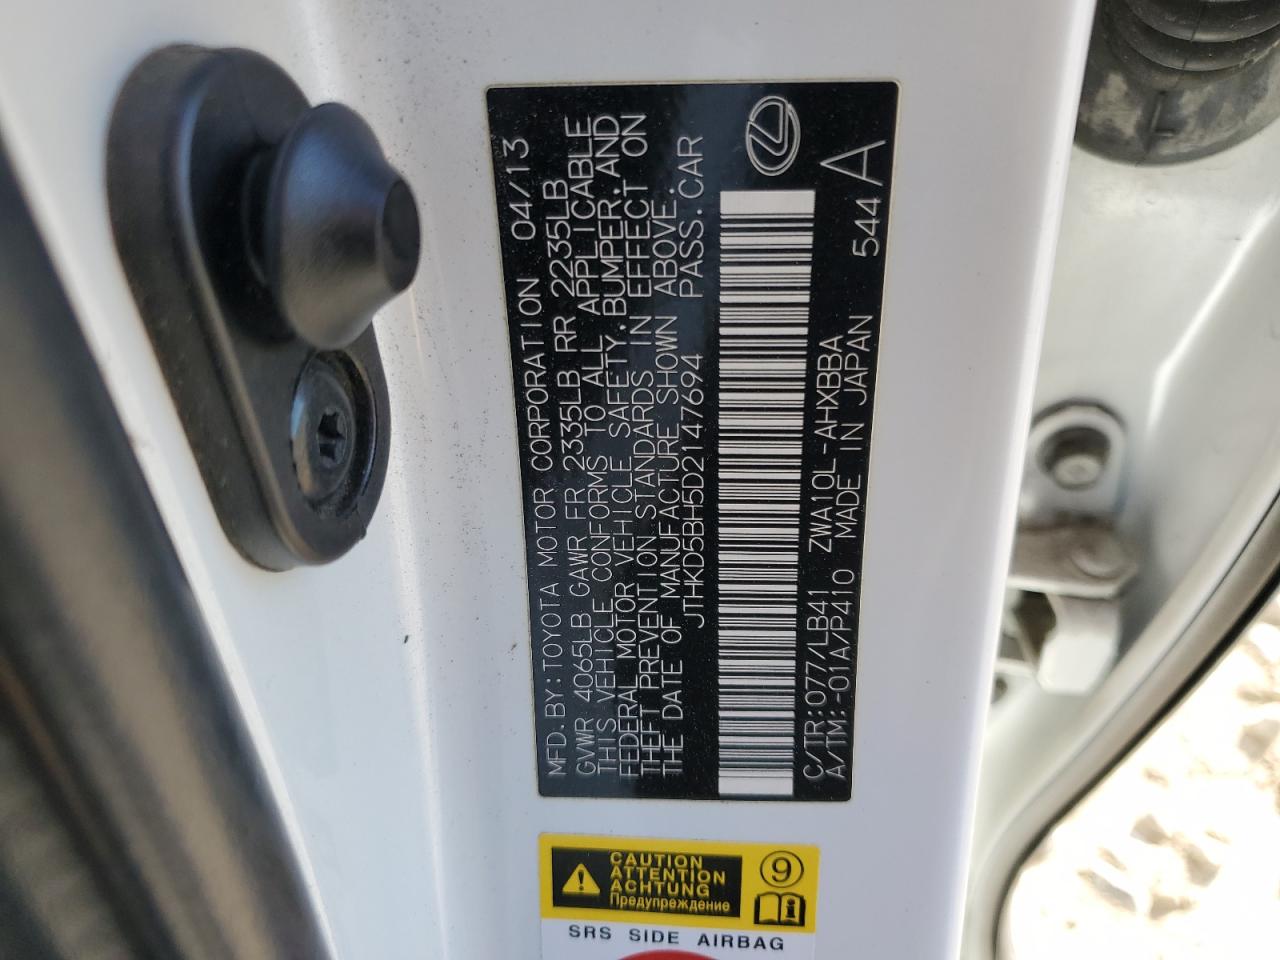 MFD.BY:TOYOTA MOTOR CORPORATION 04/13
GVWR 4065LB GAWR FR 2335LB RR 2235LB
THIS VEHICLE CONFORMS TO ALL APPLICABLE
FEDERAL MOTOR VEHICLE SAFETY,BUMPER,AND
THEFT PREVENTION STANDARDS IN EFFECT ON
THE DATE OF MANUFACTURE SHOWN ABOVE.
JTHKD5BH5D2147694 PASS.CAR
C/TR:077/LB41 ZWA10L-AHXBBA
A/TM:-01A/P410 MADE IN JAPAN 544A
CAUTION
ATTENTION
ACHTUNG
Предупреждение
9
i
SRS SIDE AIRBAG